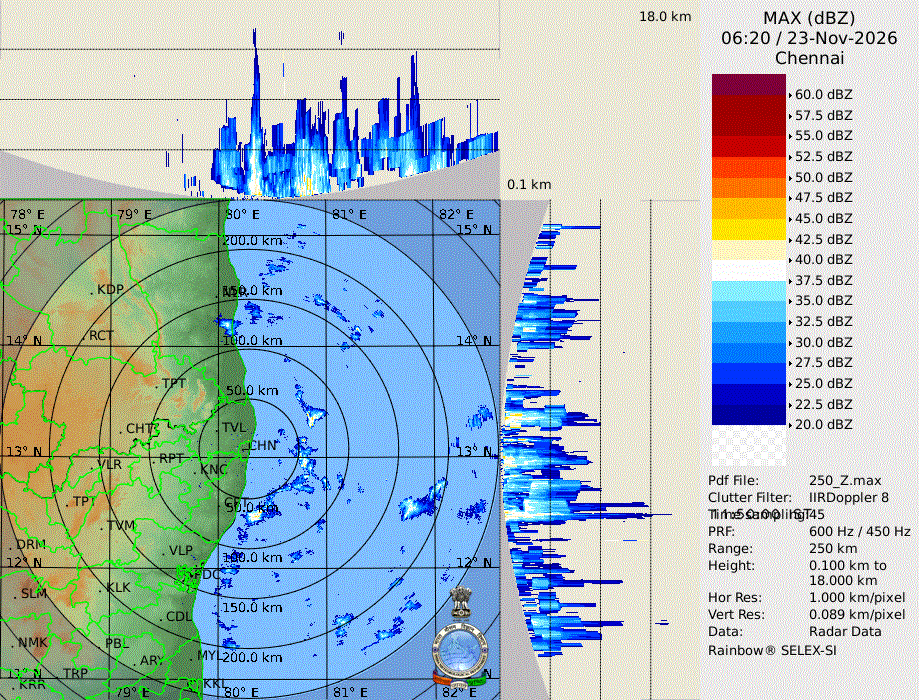 18.0 km
MAX (dBZ)
06:20 / 23-Nov-2026
Chennai
60.0 dBZ
57.5 dBZ
55.0 dBZ
52.5 dBZ
50.0 dBZ
47.5 dBZ
45.0 dBZ
42.5 dBZ
40.0 dBZ
37.5 dBZ
35.0 dBZ
32.5 dBZ
30.0 dBZ
27.5 dBZ
25.0 dBZ
22.5 dBZ
20.0 dBZ
0.1 km
78° E 79° E 80° E 81° E 82° E
15° N 15° N
200.0 km
KDP
150.0 km
RCT
14° N 100.0 km 14° N
TPT
50.0 km
CHT TVL
CHN
13° N 13° N
VLR RPT KNC
TPT 50.0 km
TVM
DRM VLP 100.0 km
12° N PDC 12° N
SLM KLK
150.0 km
CDL
NMK PBL
ARY MYL 200.0 km
TRP
11° N 11° N
KRR KKL
79° E 80° E 81° E 82° E
Pdf File: 250_Z.max
Clutter Filter: IIRDoppler 8
Time sampling: 45
PRF: 600 Hz / 450 Hz
Range: 250 km
Height: 0.100 km to
18.000 km
Hor Res: 1.000 km/pixel
Vert Res: 0.089 km/pixel
Data: Radar Data
Rainbow® SELEX-SI